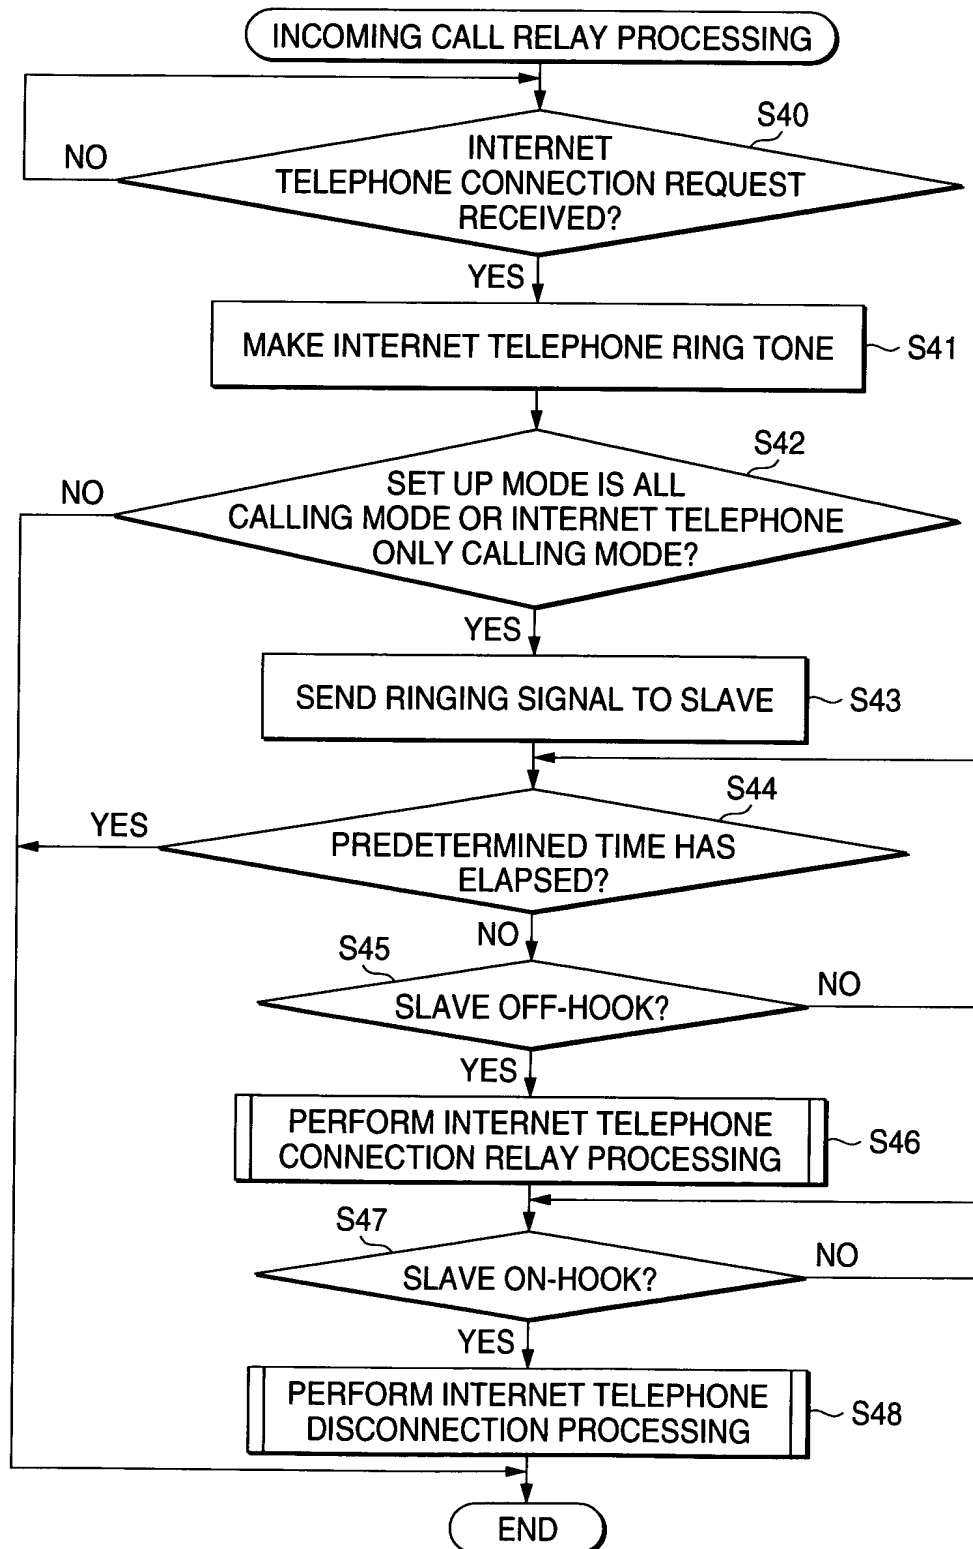 INCOMING CALL RELAY PROCESSING
S40
NO
INTERNET
TELEPHONE CONNECTION REQUEST
RECEIVED?
YES
MAKE INTERNET TELEPHONE RING TONE
S41
S42
NO
SET UP MODE IS ALL
CALLING MODE OR INTERNET TELEPHONE
ONLY CALLING MODE?
YES
SEND RINGING SIGNAL TO SLAVE
S43
S44
YES
PREDETERMINED TIME HAS
ELAPSED?
NO
S45
SLAVE OFF-HOOK?
NO
YES
PERFORM INTERNET TELEPHONE
CONNECTION RELAY PROCESSING
S46
S47
SLAVE ON-HOOK?
NO
YES
PERFORM INTERNET TELEPHONE
DISCONNECTION PROCESSING
S48
END